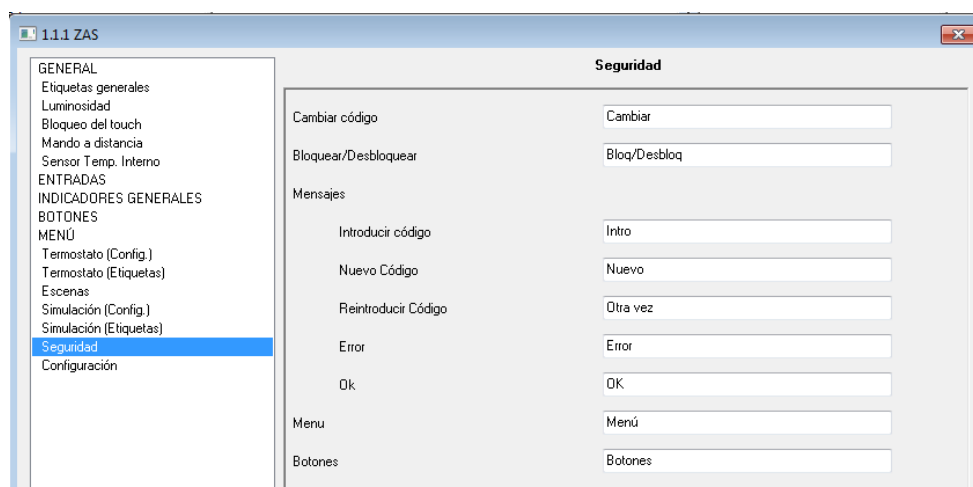 1.1.1 ZAS
GENERAL
Etiquetas generales
Luminosidad
Bloqueo del touch
Mando a distancia
Sensor Temp. Interno
ENTRADAS
INDICADORES GENERALES
BOTONES
MENÚ
Termostato (Config.)
Termostato (Etiquetas)
Escenas
Simulación (Config.)
Simulación (Etiquetas)
Seguridad
Configuración
Seguridad
Cambiar código Cambiar
Bloquear/Desbloquear Bloq/Desbloq
Mensajes
Introducir código Intro
Nuevo Código Nuevo
Reintroducir Código Otra vez
Error Error
Ok OK
Menu Menú
Botones Botones